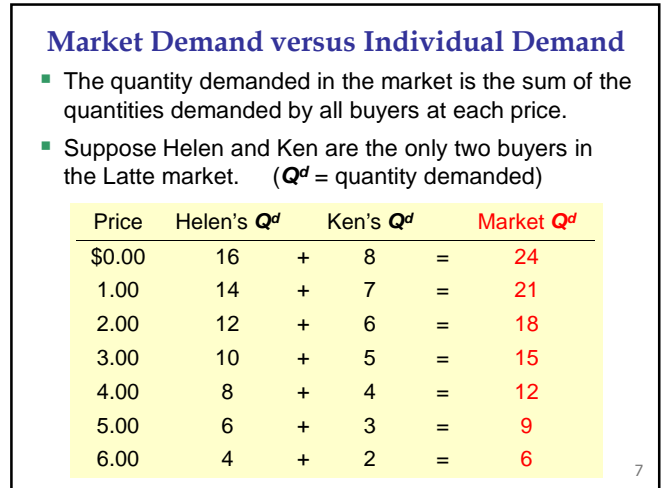 Market Demand versus Individual Demand
▪ The quantity demanded in the market is the sum of the
quantities demanded by all buyers at each price.
▪ Suppose Helen and Ken are the only two buyers in
the Latte market. (Qd = quantity demanded)
Price Helen's Qd Ken's Qd Market Qd
$0.00 16 + 8 = 24
1.00 14 + 7 = 21
2.00 12 + 6 = 18
3.00 10 + 5 = 15
4.00 8 + 4 = 12
5.00 6 + 3 = 9
6.00 4 + 2 = 6
7